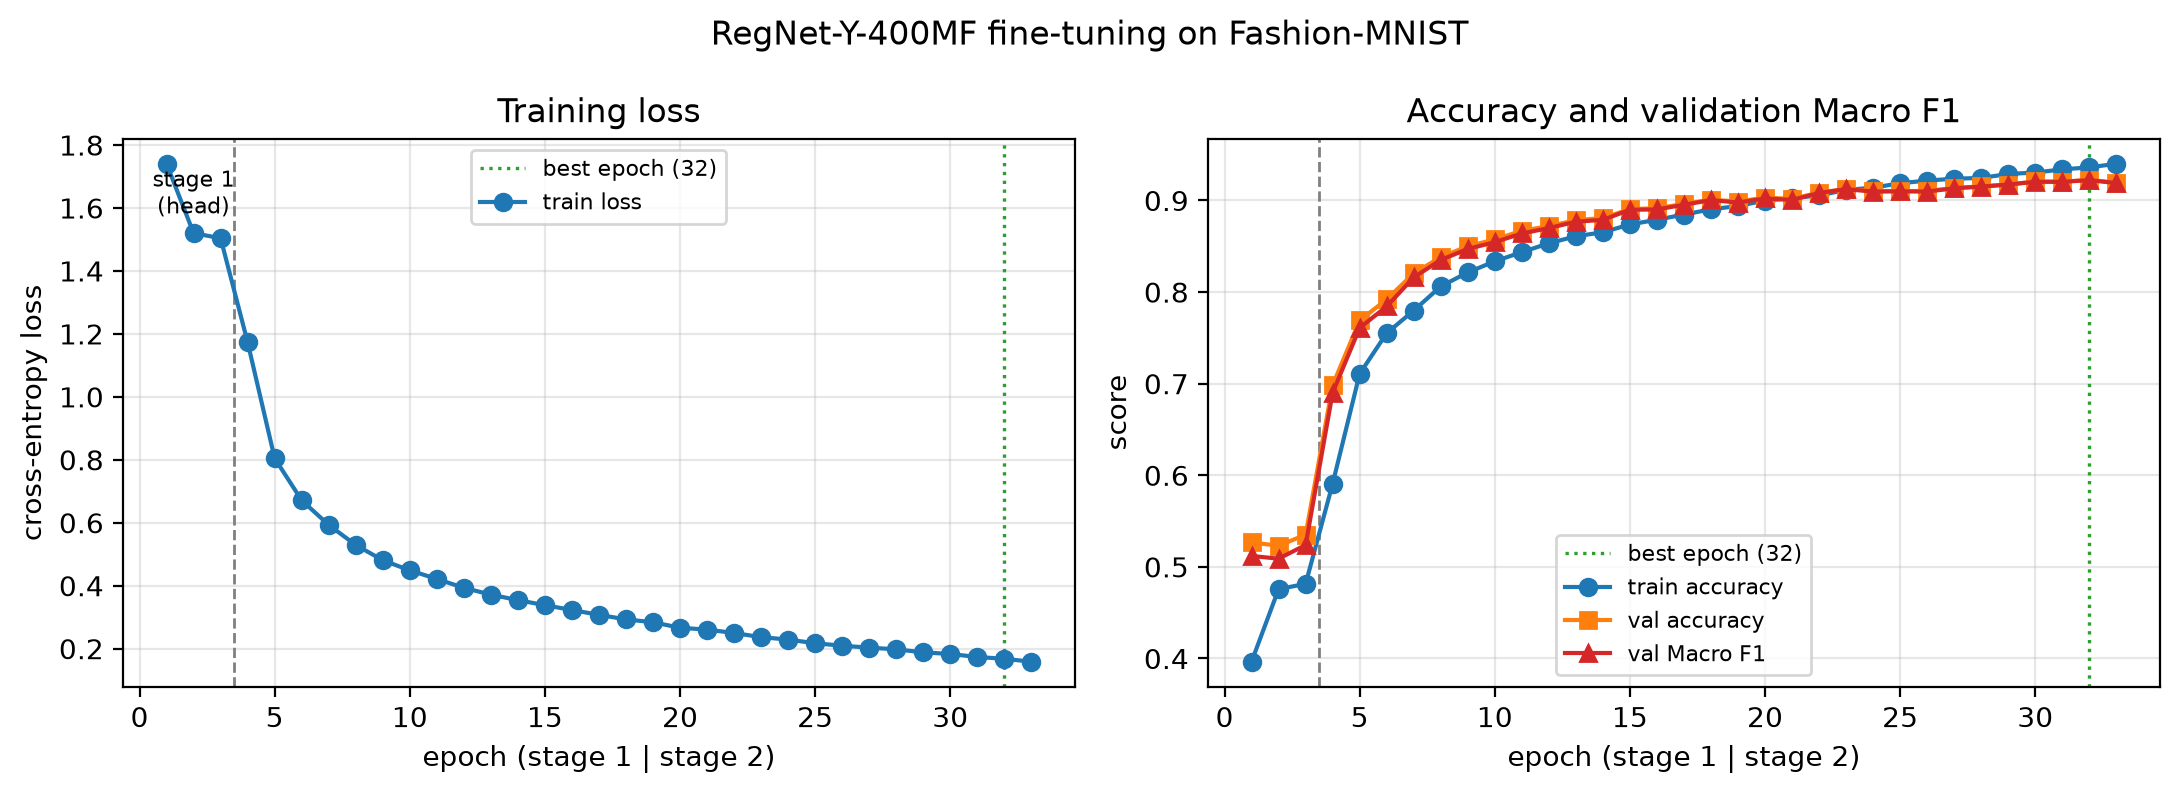 RegNet-Y-400MF fine-tuning on Fashion-MNIST
Training loss
1.8
1.6
1.4
1.2
1.0
0.8
0.6
0.4
0.2
cross-entropy loss
stage 1
(head)
best epoch (32)
train loss
0
5
10
15
20
25
30
epoch (stage 1 | stage 2)
Accuracy and validation Macro F1
0.9
0.8
0.7
0.6
0.5
0.4
score
best epoch (32)
train accuracy
val accuracy
val Macro F1
0
5
10
15
20
25
30
epoch (stage 1 | stage 2)